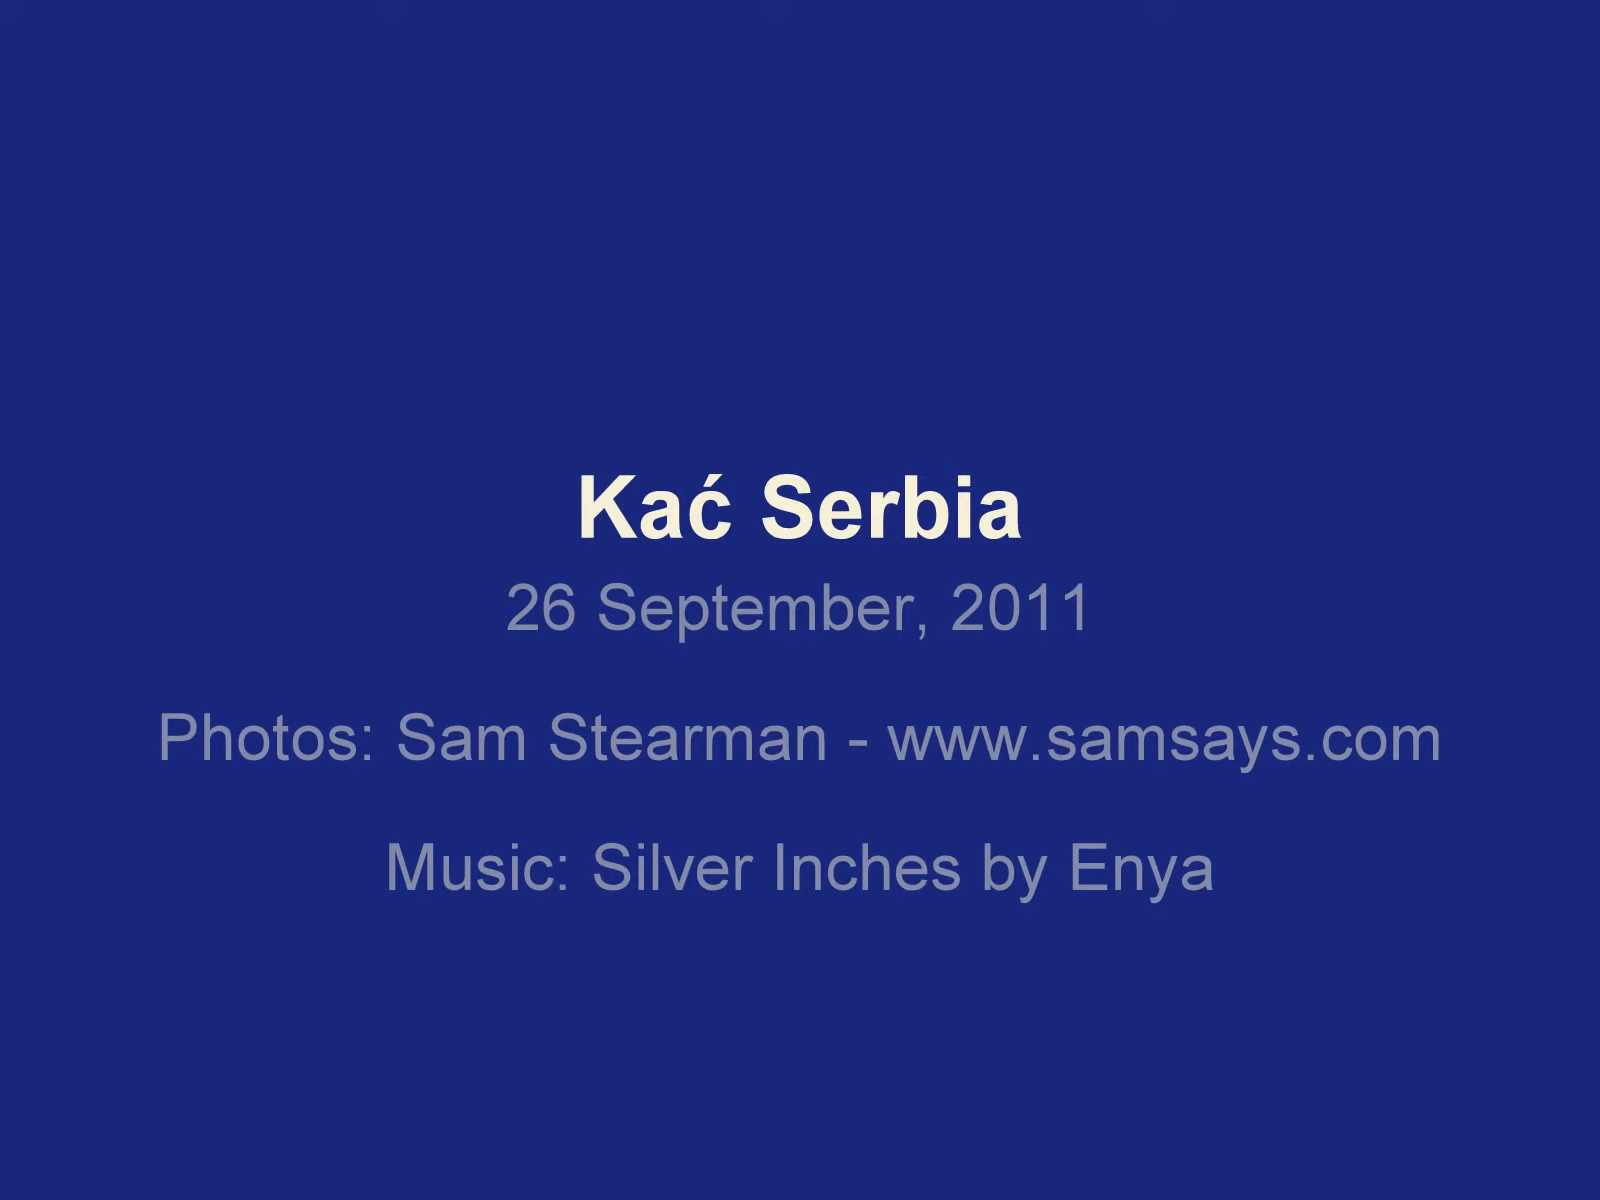 Kać Serbia
26 September, 2011
Photos: Sam Stearman - www.samsays.com
Music: Silver Inches by Enya